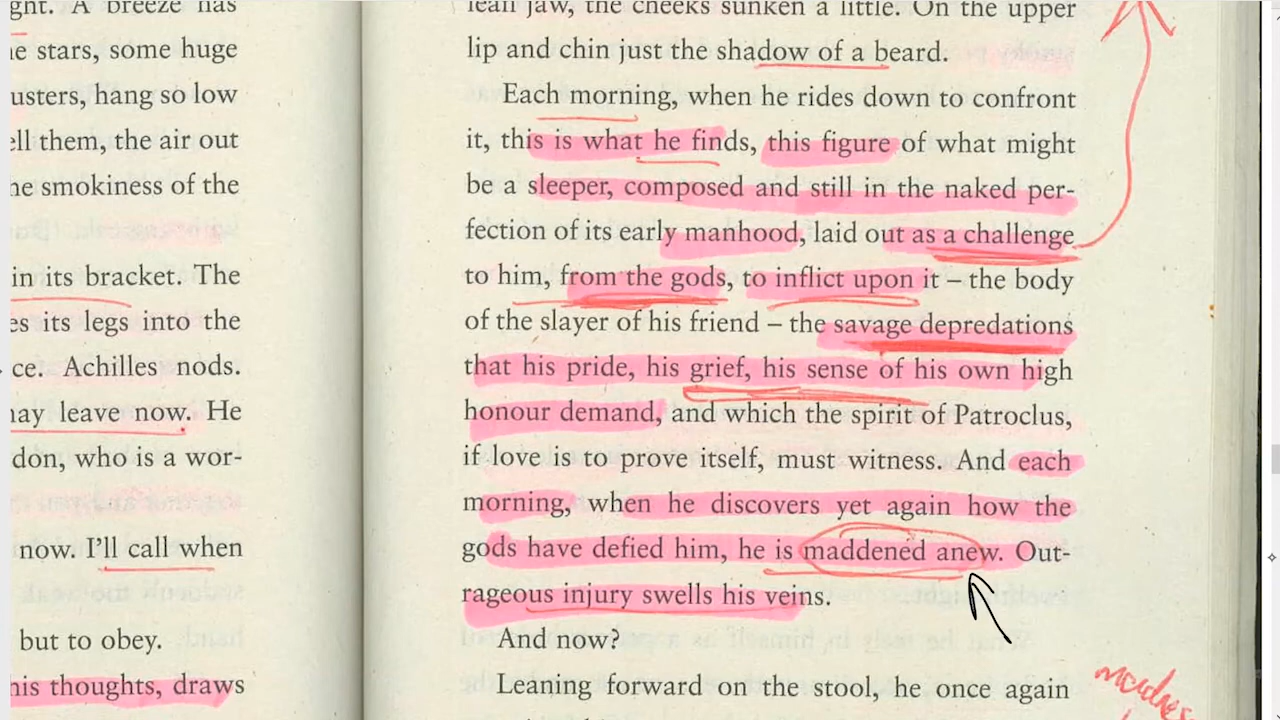 ght. A breeze has
e stars, some huge
usters, hang so low
ell them, the air out
he smokiness of the
in its bracket. The
es its legs into the
ce. Achilles nods.
may leave now. He
don, who is a wor-
now. I'll call when
but to obey.
his thoughts, draws
lean jaw, the cheeks sunken a little. On the upper
lip and chin just the shadow of a beard.
Each morning, when he rides down to confront
it, this is what he finds, this figure of what might
be a sleeper, composed and still in the naked per-
fection of its early manhood, laid out as a challenge
to him, from the gods, to inflict upon it – the body
of the slayer of his friend – the savage depredations
that his pride, his grief, his sense of his own high
honour demand, and which the spirit of Patroclus,
if love is to prove itself, must witness. And each
morning, when he discovers yet again how the
gods have defied him, he is maddened anew. Out-
rageous injury swells his veins.
And now?
Leaning forward on the stool, he once again